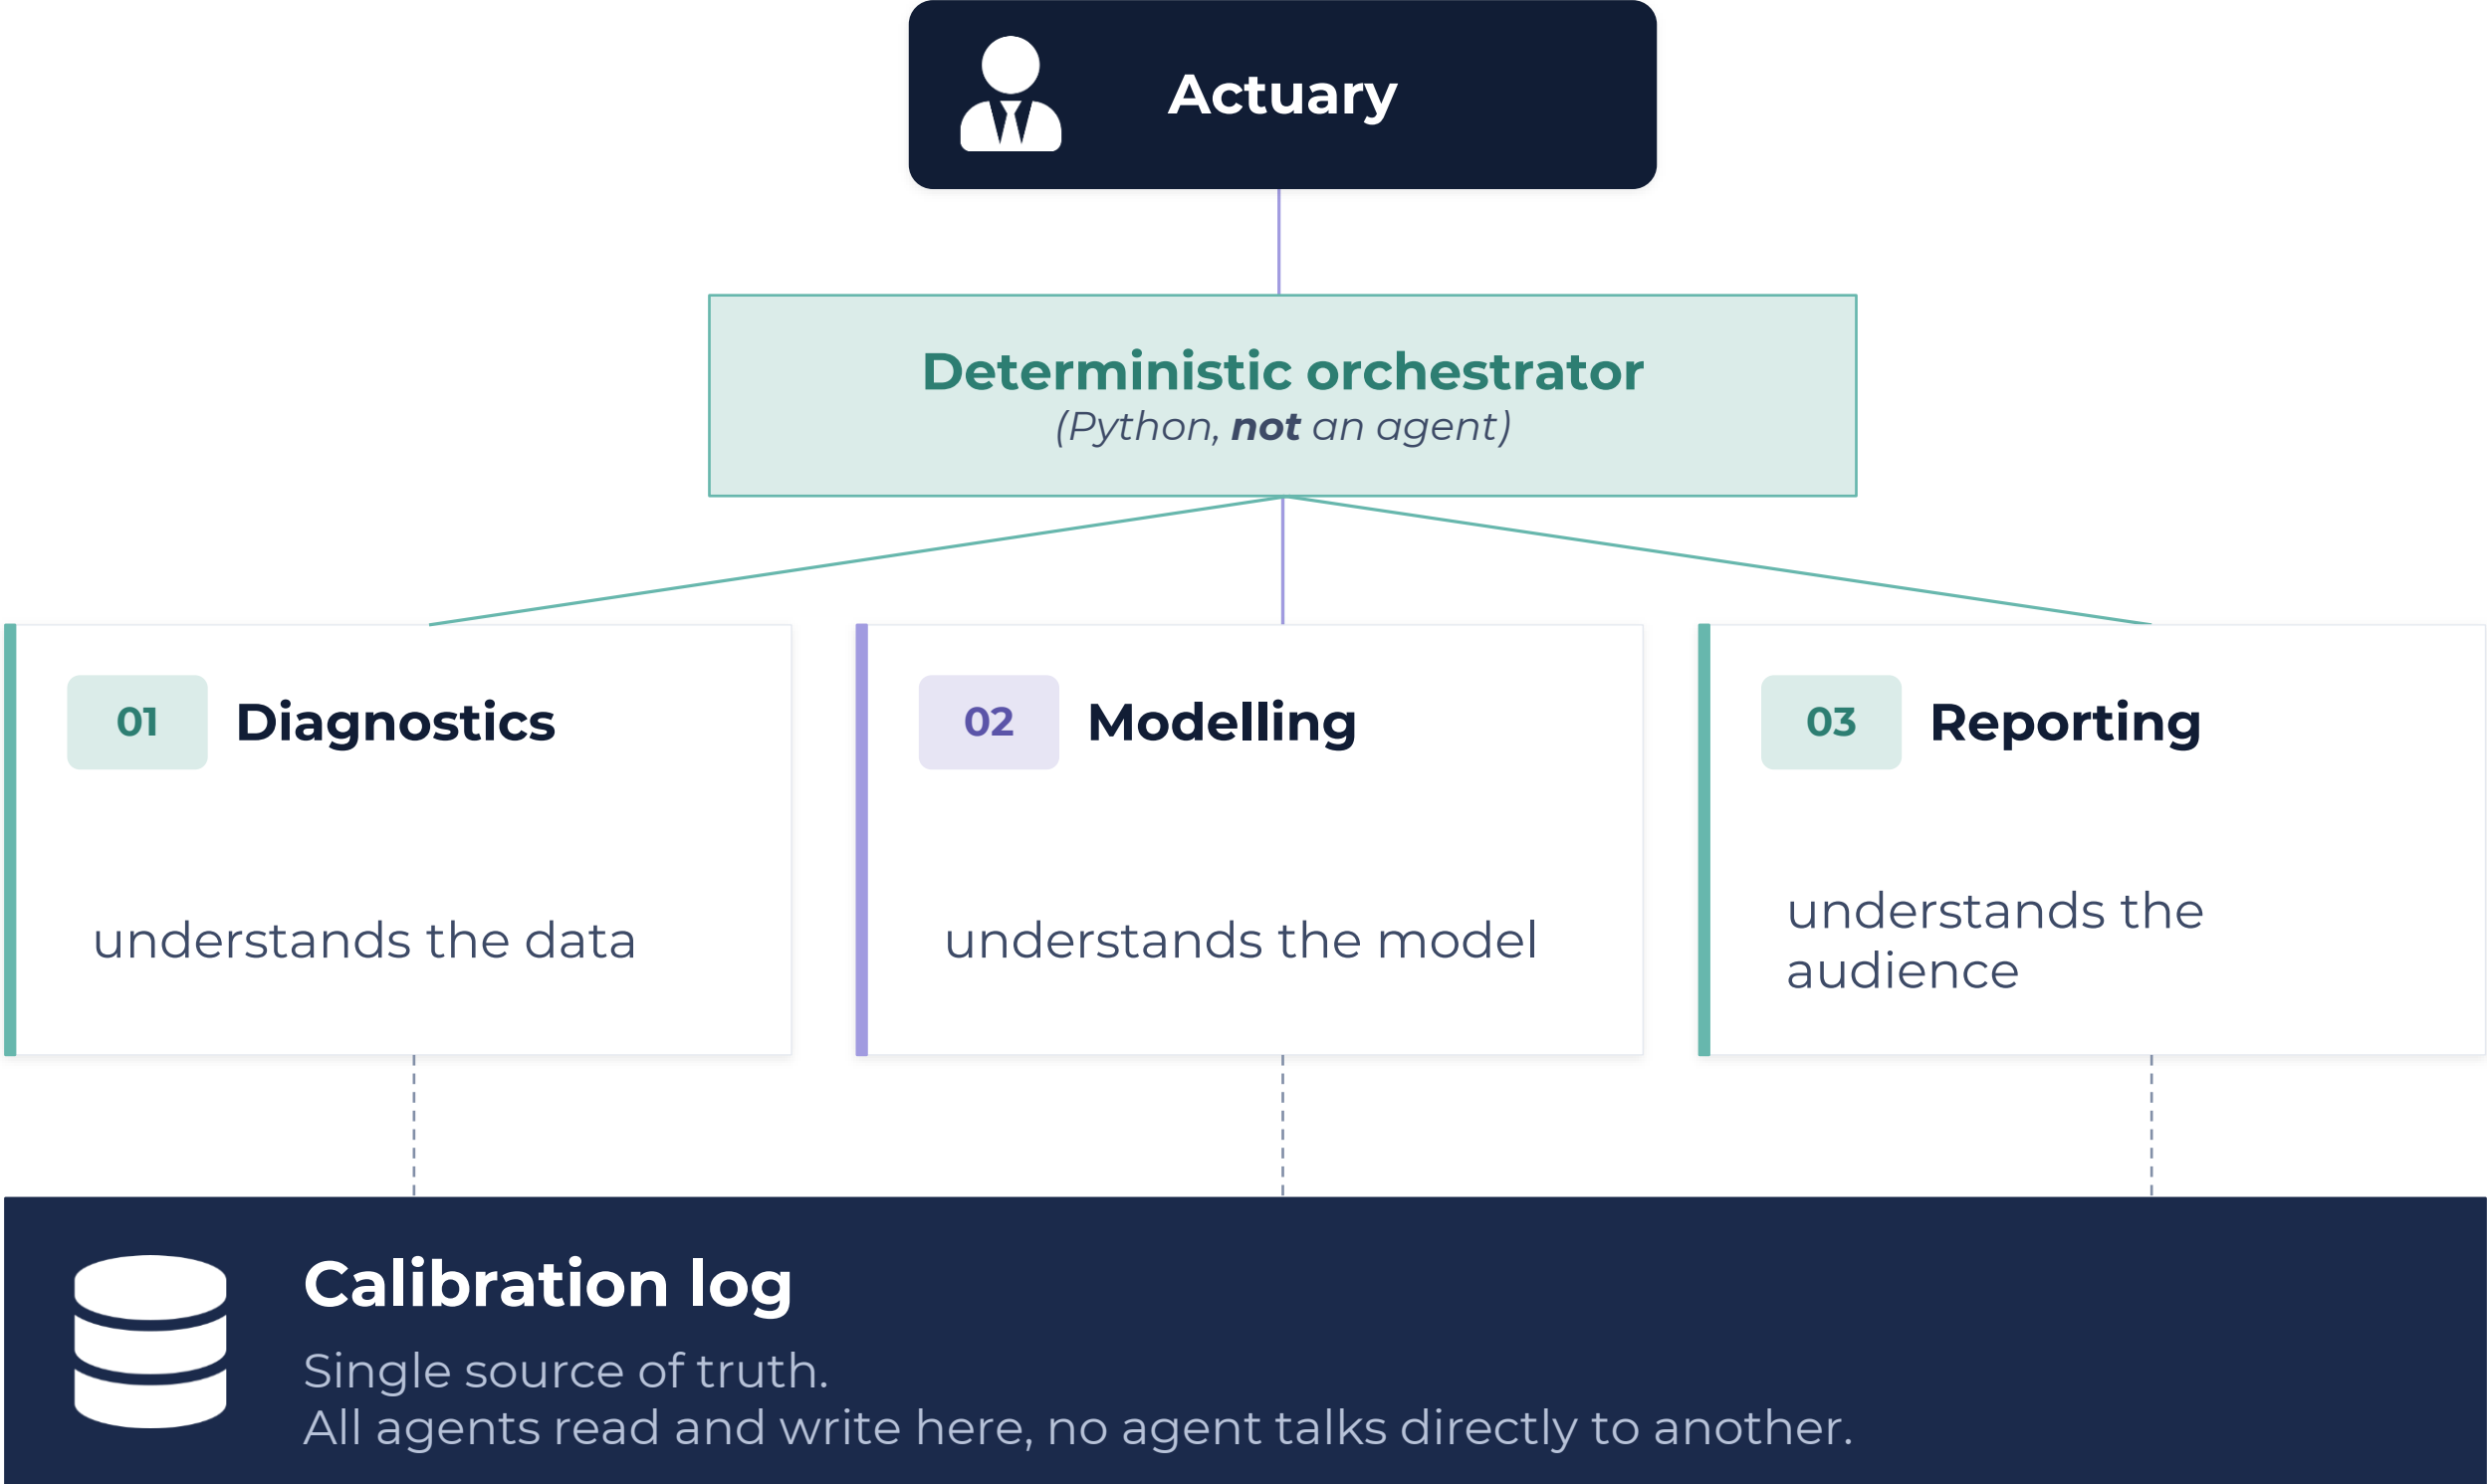 Actuary
Deterministic orchestrator
(Python, not an agent)
01
Diagnostics
understands the data
02
Modelling
understands the model
03
Reporting
understands the
audience
Calibration log
Single source of truth.
All agents read and write here, no agent talks directly to another.